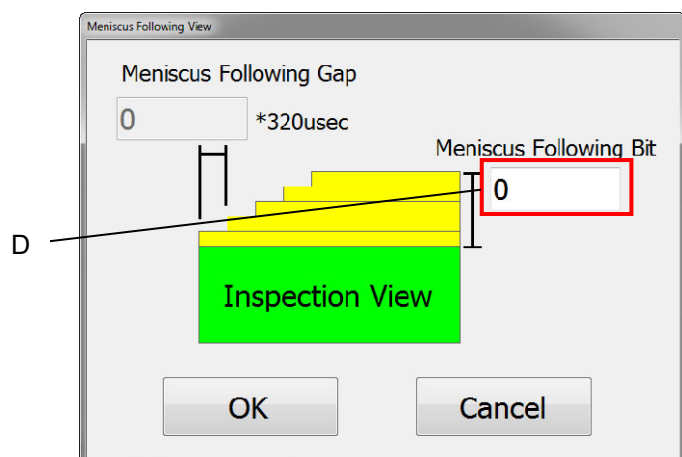 Meniscus Following View
Meniscus Following Gap
0
*320usec
Meniscus Following Bit
0
D
Inspection View
OK
Cancel